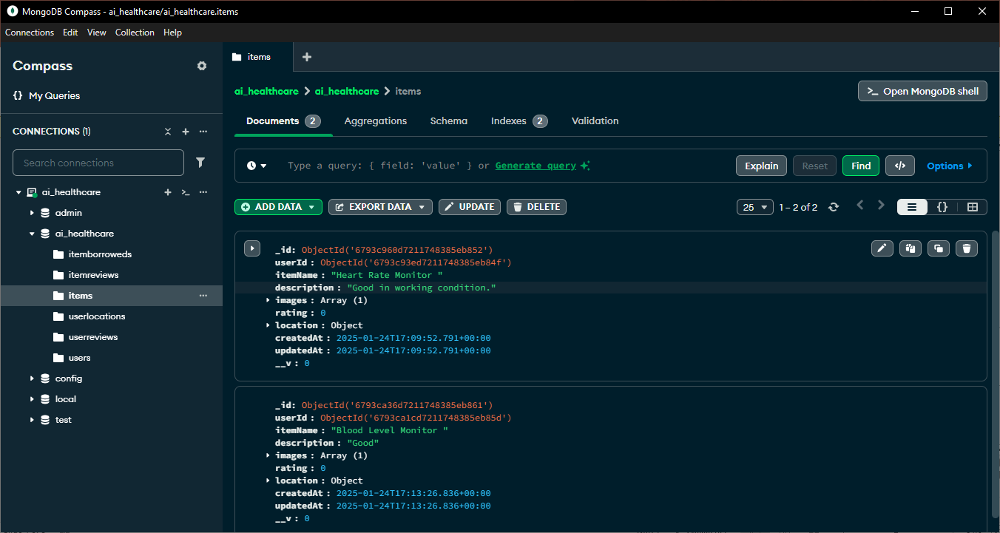 MongoDB Compass - ai_healthcare/ai_healthcare.items
Connections Edit View Collection Help
Compass
{} My Queries
CONNECTIONS (1)
Search connections
ai_healthcare
admin
ai_healthcare
itemborroweds
itemreviews
items
userlocations
userreviews
users
config
local
test
items
ai_healthcare > ai_healthcare > items
>_ Open MongoDB shell
Documents 2 Aggregations Schema Indexes 2 Validation
Type a query: { field: 'value' } or Generate query
Explain Reset Find </> Options
ADD DATA EXPORT DATA UPDATE DELETE
25 1 – 2 of 2 {}
_id: ObjectId('6793c960d7211748385eb852')
userId : ObjectId('6793c93ed7211748385eb84f')
itemName : "Heart Rate Monitor "
description : "Good in working condition."
images : Array (1)
rating : 0
location : Object
createdAt : 2025-01-24T17:09:52.791+00:00
updatedAt : 2025-01-24T17:09:52.791+00:00
__v : 0
_id: ObjectId('6793ca36d7211748385eb861')
userId : ObjectId('6793ca1cd7211748385eb85d')
itemName : "Blood Level Monitor "
description : "Good"
images : Array (1)
rating : 0
location : Object
createdAt : 2025-01-24T17:13:26.836+00:00
updatedAt : 2025-01-24T17:13:26.836+00:00
__v : 0